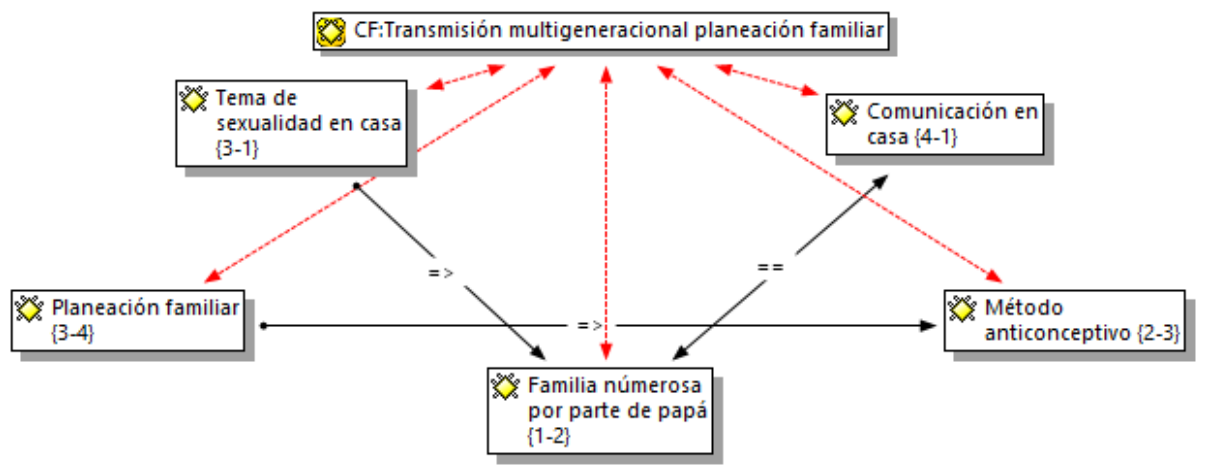 CF:Transmisión multigeneracional planeación familiar
Tema de
sexualidad en casa
{3-1}
Comunicación en
casa {4-1}
=>
==
Planeación familiar
{3-4}
=>
Método
anticonceptivo {2-3}
Familia númerosa
por parte de papá
{1-2}